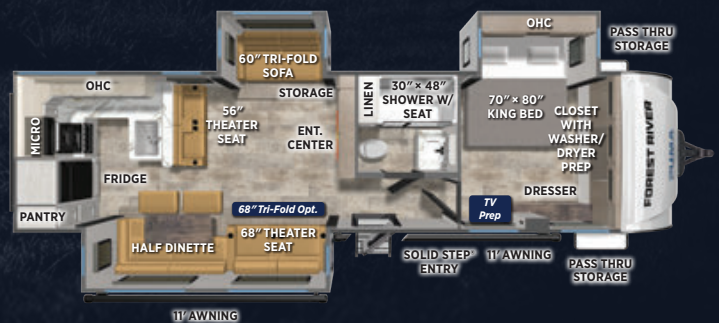 OHC
PASS THRU
STORAGE
60" TRI-FOLD
SOFA
OHC
STORAGE
LINEN
30" × 48"
SHOWER W/
SEAT
70" × 80"
KING BED
CLOSET
WITH
WASHER/
DRYER
PREP
56"
THEATER
SEAT
MICRO
ENT.
CENTER
FOREST RIVER
PUMA
FRIDGE
DRESSER
PANTRY
68" Tri-Fold Opt.
TV
Prep
HALF DINETTE
68" THEATER
SEAT
SOLID STEP®
ENTRY
11' AWNING
PASS THRU
STORAGE
11' AWNING